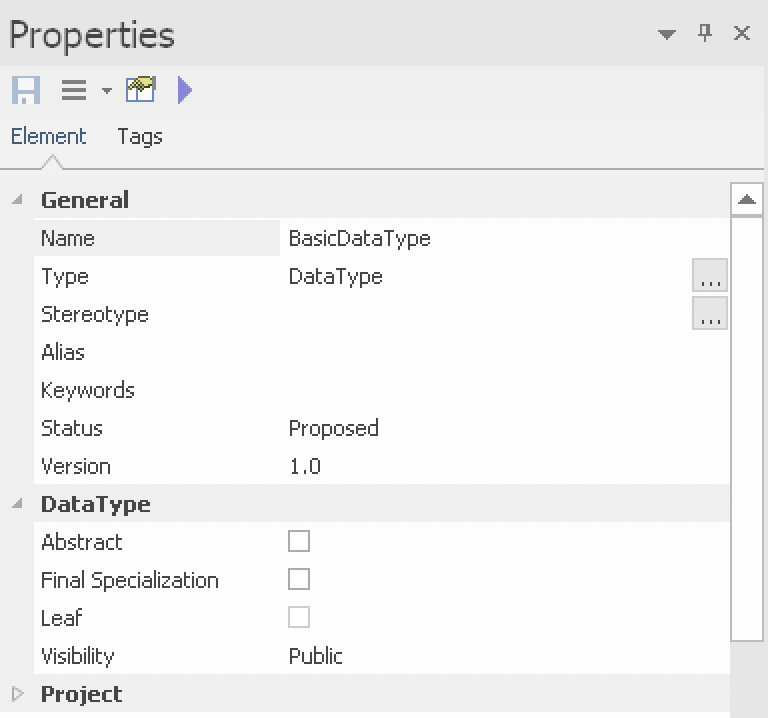 Properties
Element Tags
General
Name BasicDataType
Type DataType ...
Stereotype ...
Alias
Keywords
Status Proposed
Version 1.0
DataType
Abstract
Final Specialization
Leaf
Visibility Public
Project